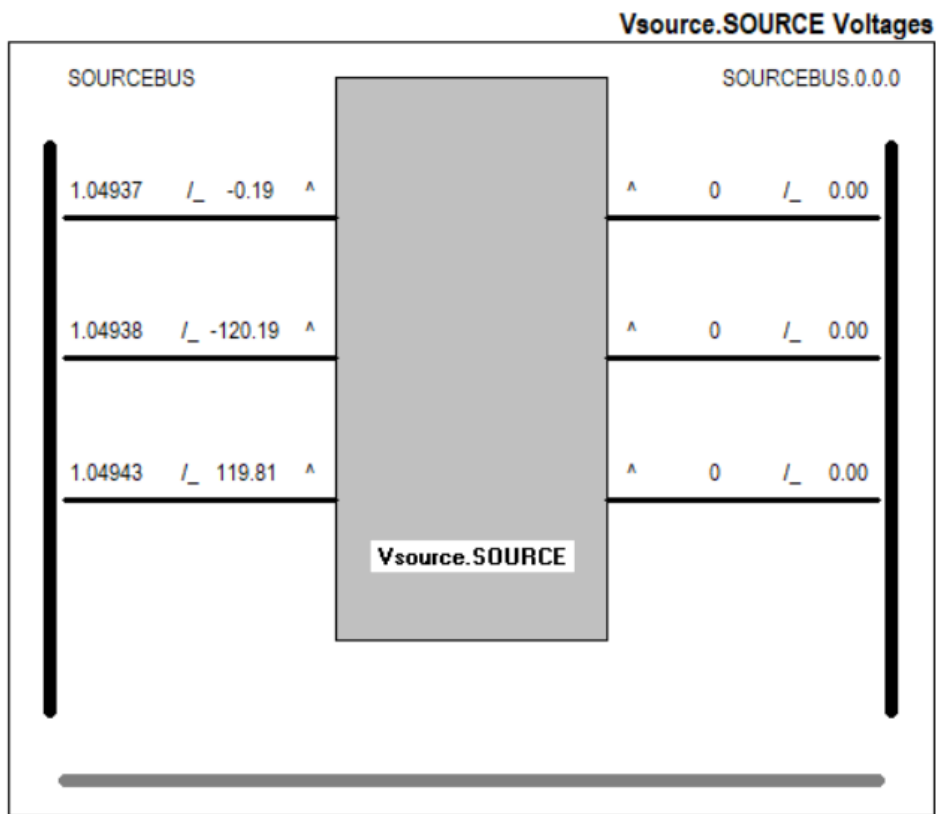 Vsource.SOURCE Voltages
SOURCEBUS SOURCEBUS.0.0.0
1.04937 /_ -0.19 ^ ^ 0 /_ 0.00
1.04938 /_ -120.19 ^ ^ 0 /_ 0.00
1.04943 /_ 119.81 ^ ^ 0 /_ 0.00
Vsource.SOURCE